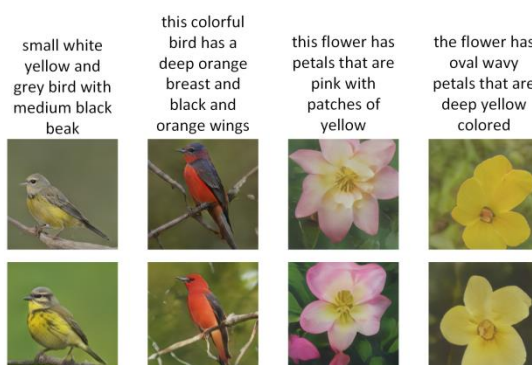 small white
yellow and
grey bird with
medium black
beak
this colorful
bird has a
deep orange
breast and
black and
orange wings
this flower has
petals that are
pink with
patches of
yellow
the flower has
oval wavy
petals that are
deep yellow
colored